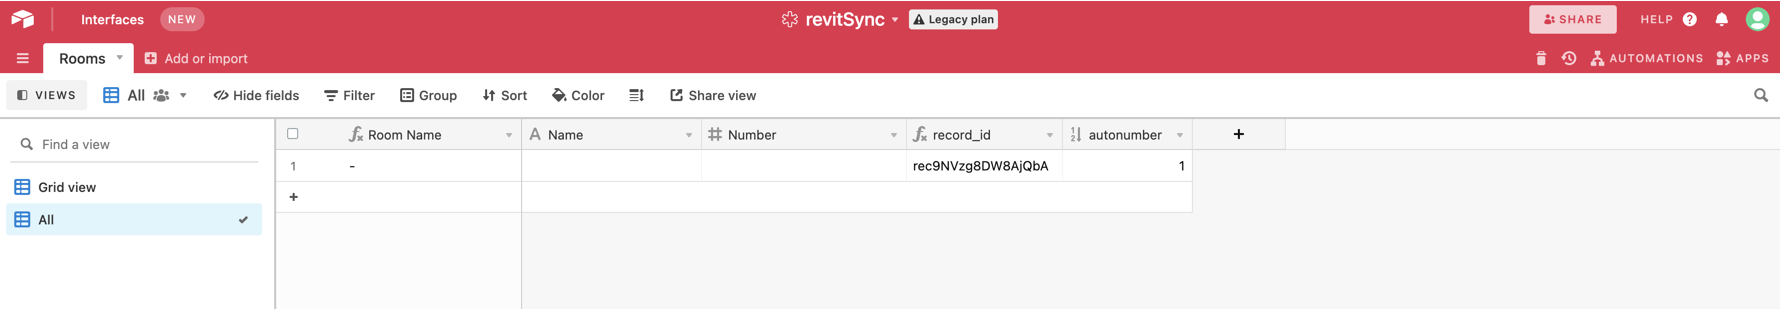 Interfaces NEW revitSync Legacy plan SHARE HELP
Rooms Add or import AUTOMATIONS APPS
VIEWS All Hide fields Filter Group Sort Color Share view
Find a view
Grid view
All
Room Name Name Number record_id autonumber
1 - rec9NVzg8DW8AjQbA 1